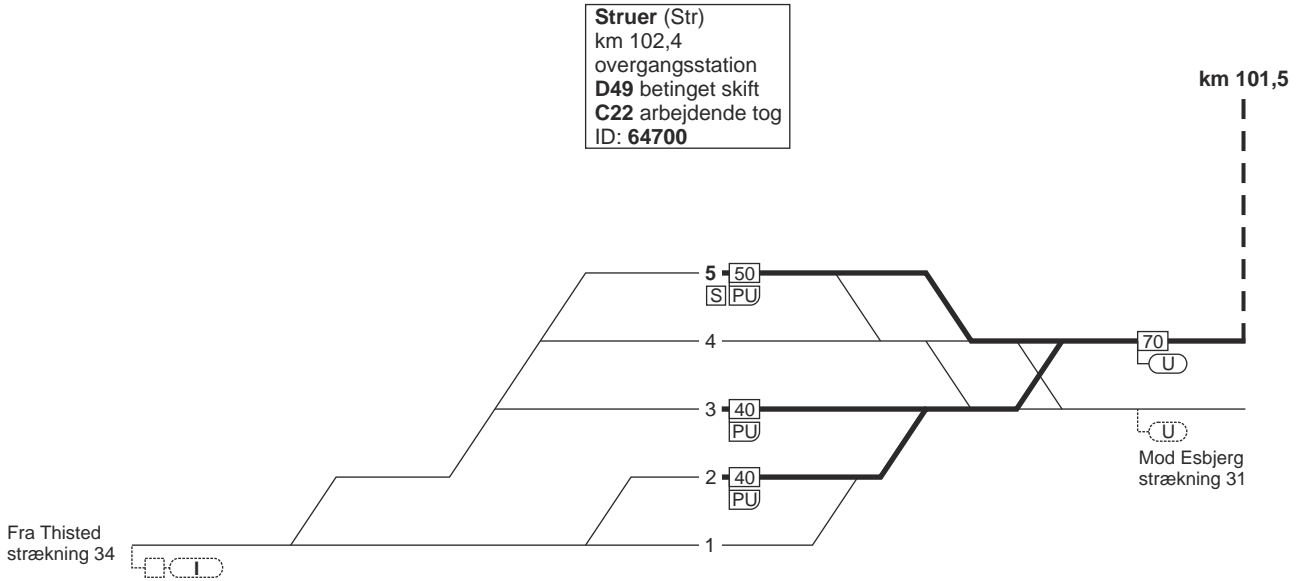 Struer (Str)
km 102,4
overgangsstation
D49 betinget skift
C22 arbejdende tog
ID: 64700
km 101,5
5 50
S PU
4
70
U
3 40
PU
U
Mod Esbjerg
strækning 31
2 40
PU
Fra Thisted
strækning 34
1
I